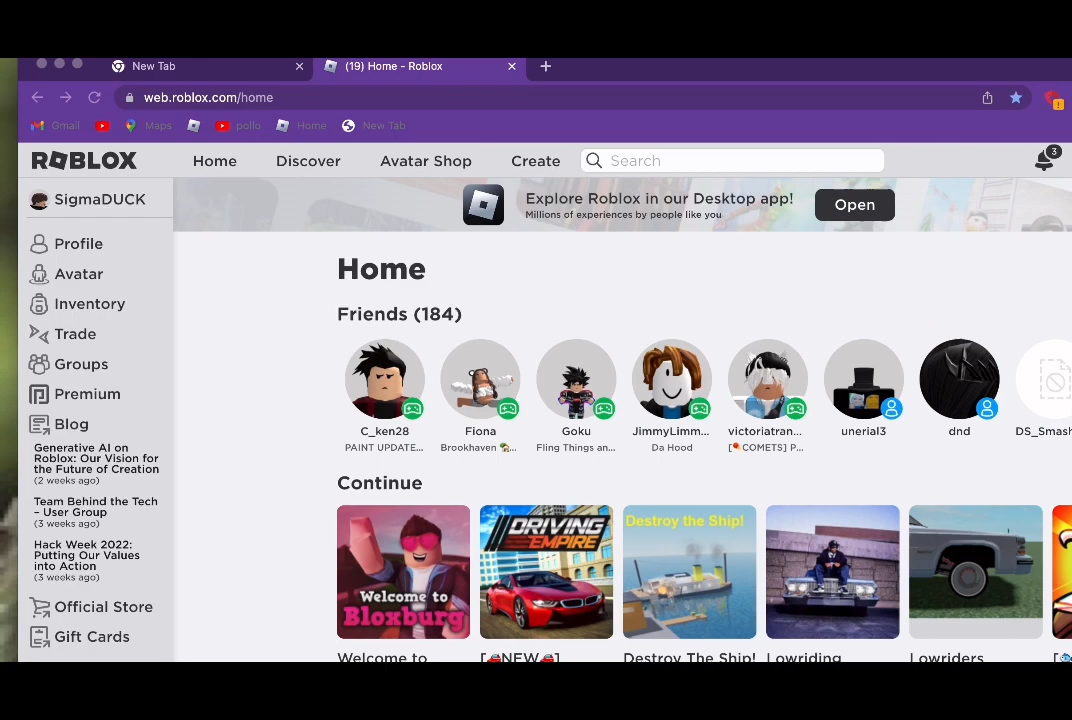 New Tab
(19) Home - Roblox
web.roblox.com/home
Gmail
Maps
pollo
Home
New Tab
ROBLOX
Home
Discover
Avatar Shop
Create
Search
3
SigmaDUCK
Explore Roblox in our Desktop app!
Millions of experiences by people like you
Open
Profile
Avatar
Inventory
Trade
Groups
Premium
Blog
Generative AI on
Roblox: Our Vision for
the Future of Creation
(2 weeks ago)
Team Behind the Tech
– User Group
(3 weeks ago)
Hack Week 2022:
Putting Our Values
into Action
(3 weeks ago)
Official Store
Gift Cards
Home
Friends (184)
C_ken28
Fiona
Goku
JimmyLimm...
victoriatran...
unerial3
dnd
DS_Smash
PAINT UPDATE...
Brookhaven 🏡...
Fling Things an...
Da Hood
[☄️COMETS] P...
Continue
Welcome to
Bloxburg
DRIVING
EMPIRE
Destroy the Ship!
Welcome to
[🚗NEW🚗]
Destroy The Ship!
Lowriding
Lowriders